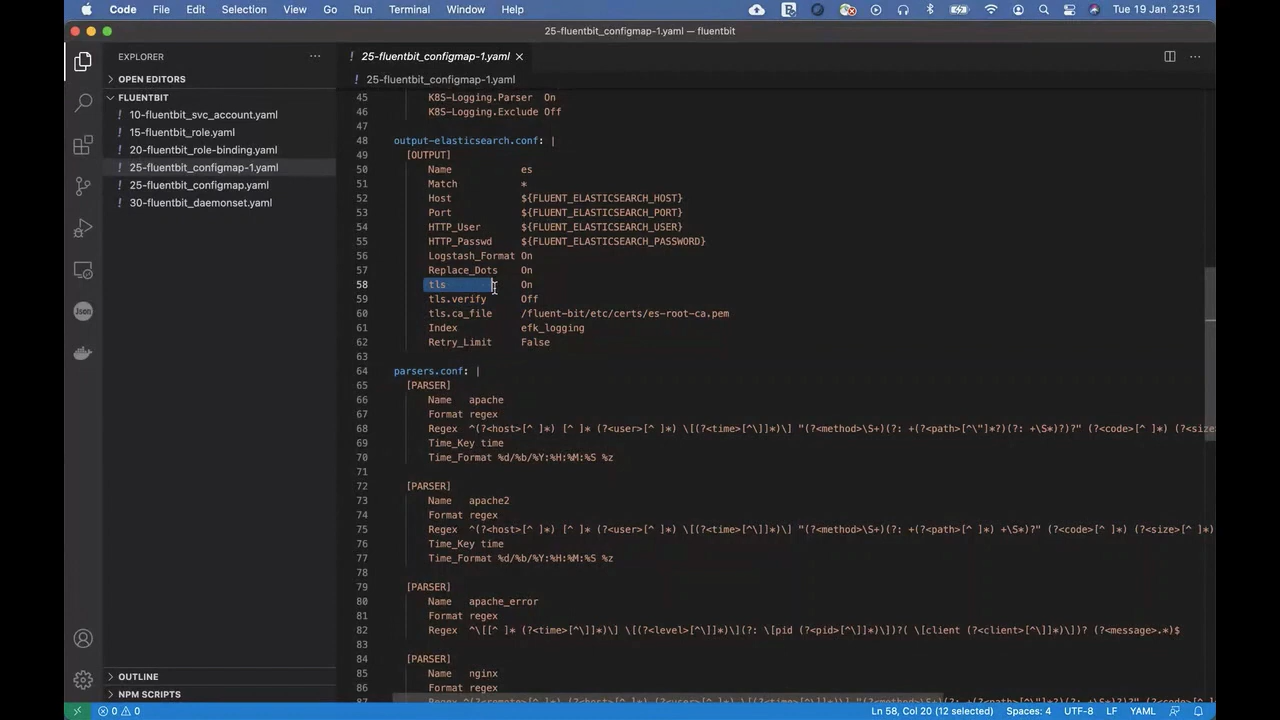 Code File Edit Selection View Go Run Terminal Window Help Tue 19 Jan 23:51
25-fluentbit_configmap-1.yaml — fluentbit
EXPLORER
OPEN EDITORS
FLUENTBIT
10-fluentbit_svc_account.yaml
15-fluentbit_role.yaml
20-fluentbit_role-binding.yaml
25-fluentbit_configmap-1.yaml
25-fluentbit_configmap.yaml
30-fluentbit_daemonset.yaml
OUTLINE
NPM SCRIPTS
! 25-fluentbit_configmap-1.yaml
! 25-fluentbit_configmap-1.yaml
45 K8S-Logging.Parser On
46 K8S-Logging.Exclude Off
47
48 output-elasticsearch.conf: |
49 [OUTPUT]
50 Name es
51 Match *
52 Host ${FLUENT_ELASTICSEARCH_HOST}
53 Port ${FLUENT_ELASTICSEARCH_PORT}
54 HTTP_User ${FLUENT_ELASTICSEARCH_USER}
55 HTTP_Passwd ${FLUENT_ELASTICSEARCH_PASSWORD}
56 Logstash_Format On
57 Replace_Dots On
58 tls On
59 tls.verify Off
60 tls.ca_file /fluent-bit/etc/certs/es-root-ca.pem
61 Index efk_logging
62 Retry_Limit False
63
64 parsers.conf: |
65 [PARSER]
66 Name apache
67 Format regex
68 Regex ^(?<host>[^ ]*) [^ ]* (?<user>[^ ]*) \[(?<time>[^\]]*)\] "(?<method>\S+)(?: +(?<path>[^\"]*?)(?: +\S*)?)?" (?<code>[^ ]*) (?<size>
69 Time_Key time
70 Time_Format %d/%b/%Y:%H:%M:%S %z
71
72 [PARSER]
73 Name apache2
74 Format regex
75 Regex ^(?<host>[^ ]*) [^ ]* (?<user>[^ ]*) \[(?<time>[^\]]*)\] "(?<method>\S+)(?: +(?<path>[^ ]*) +\S*)?" (?<code>[^ ]*) (?<size>[^ ]*)
76 Time_Key time
77 Time_Format %d/%b/%Y:%H:%M:%S %z
78
79 [PARSER]
80 Name apache_error
81 Format regex
82 Regex ^\[[^ ]* (?<time>[^\]]*)\] \[(?<level>[^\]]*)\](?: \[pid (?<pid>[^\]]*)\])?( \[client (?<client>[^\]]*)\])? (?<message>.*)$
83
84 [PARSER]
85 Name nginx
86 Format regex
Json
0 0
Ln 58, Col 20 (12 selected) Spaces: 4 UTF-8 LF YAML